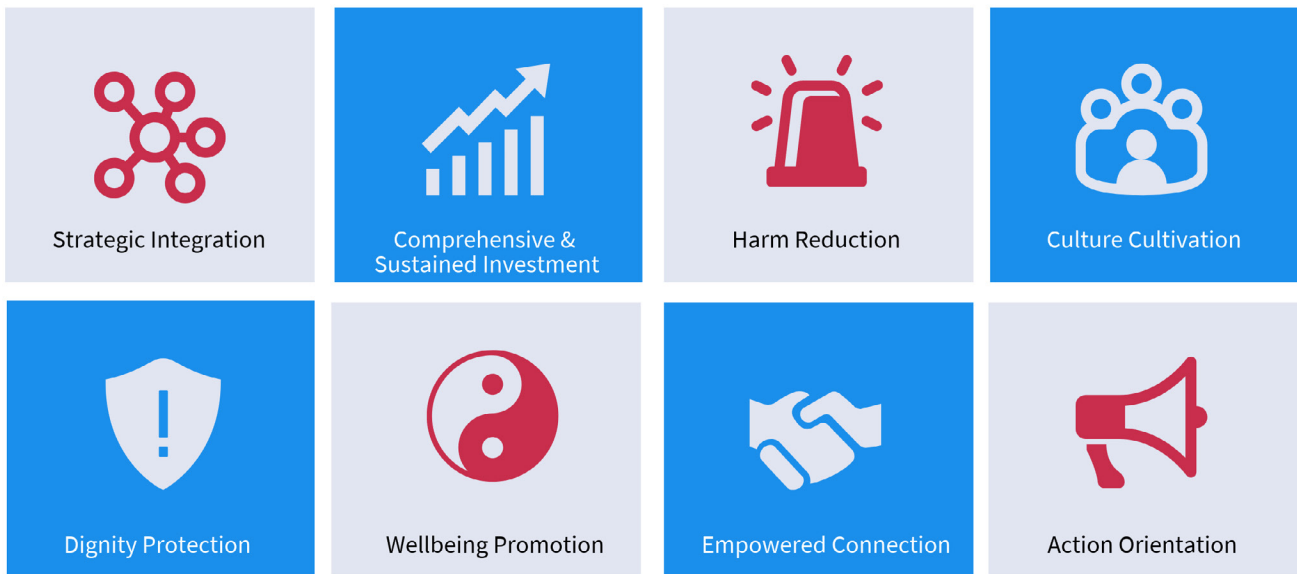 Strategic Integration
Comprehensive &
Sustained Investment
Harm Reduction
Culture Cultivation
Dignity Protection
Wellbeing Promotion
Empowered Connection
Action Orientation